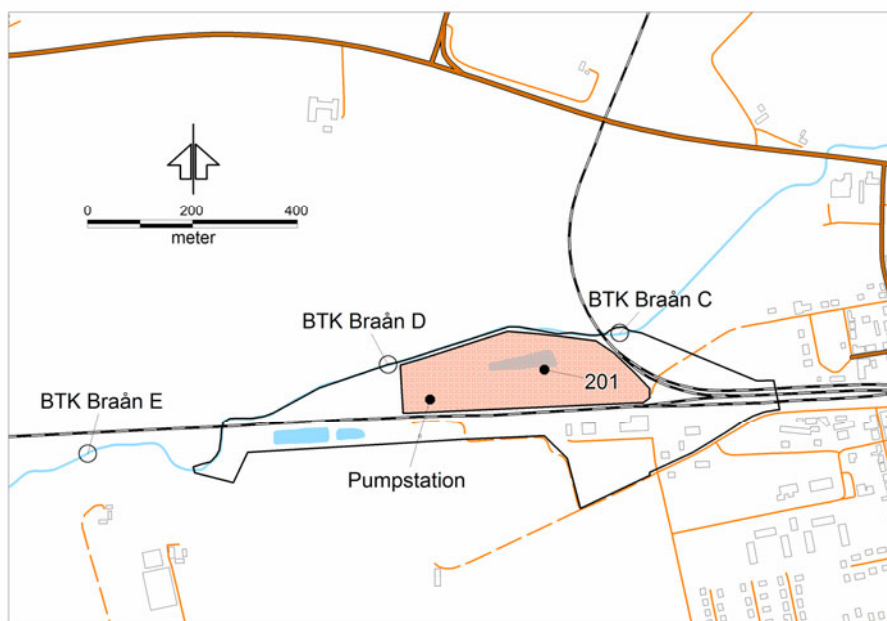 0 200 400
meter
BTK Braån C
BTK Braån D
201
BTK Braån E
Pumpstation